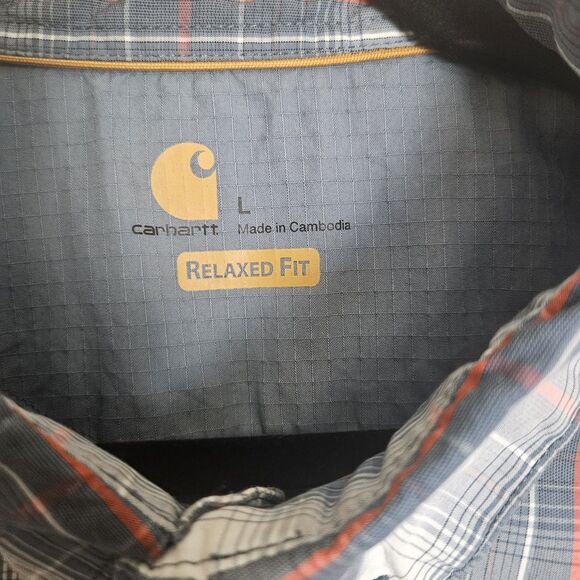 L
carhartt. Made in Cambodia
RELAXED FIT